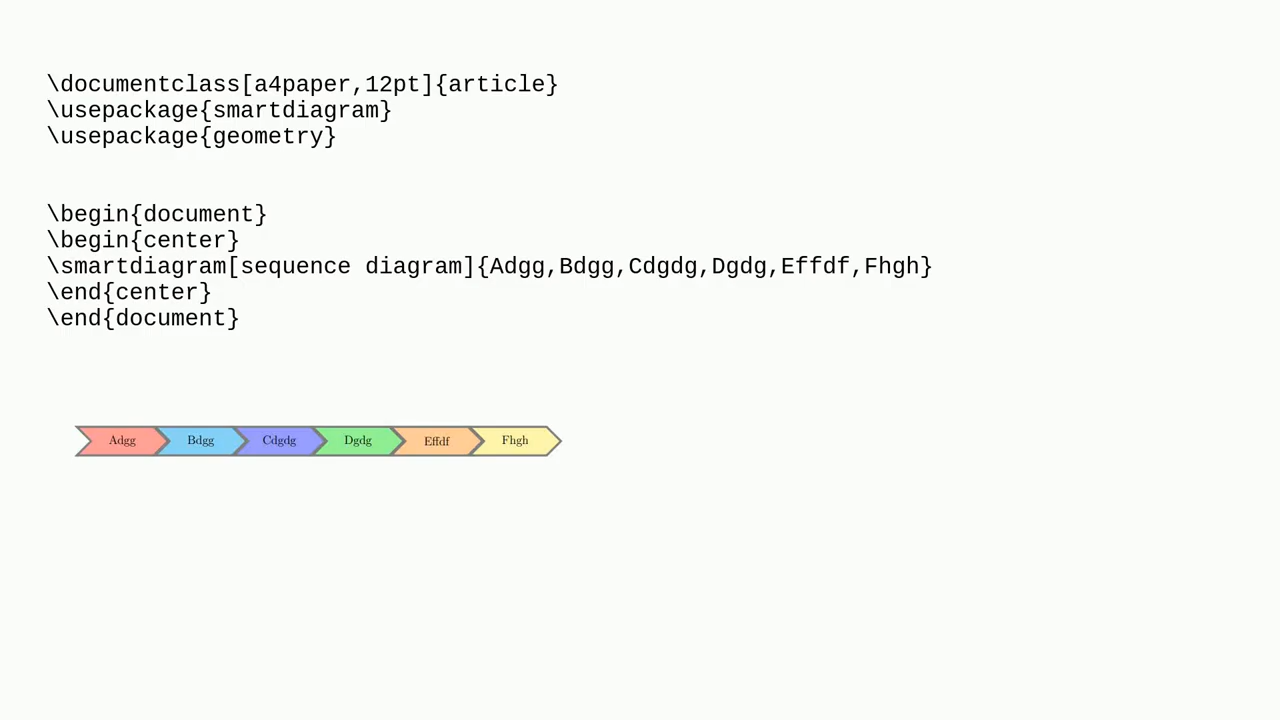 \documentclass[a4paper,12pt]{article}
\usepackage{smartdiagram}
\usepackage{geometry}
\begin{document}
\begin{center}
\smartdiagram[sequence diagram]{Adgg,Bdgg,Cdgdg,Dgdg,Effdf,Fhgh}
\end{center}
\end{document}
Adgg Bdgg Cdgdg Dgdg Effdf Fhgh